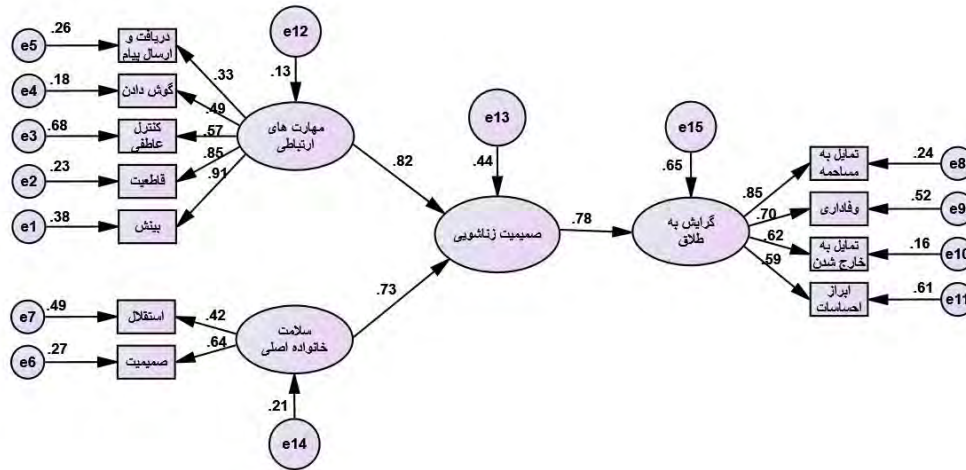 e5
.26
دریافت و
ارسال پیام
e4
.18
گوش دادن
e3
.68
کنترل
عاطفی
e2
.23
قاطعیت
e1
.38
بینش
.33
.49
.57
.85
.91
e12
.13
مهارت های
ارتباطی
.82
e7
.49
استقلال
e6
.27
صمیمیت
.42
.64
سلامت
خانواده اصلی
.21
e14
.73
e13
.44
صمیمیت زناشویی
.78
e15
.65
گرایش به
طلاق
.85
.70
.62
.59
تمایل به
مسامحه
.24
e8
وفاداری
.52
e9
تمایل به
خارج شدن
.16
e10
ابراز
احساسات
.61
e11